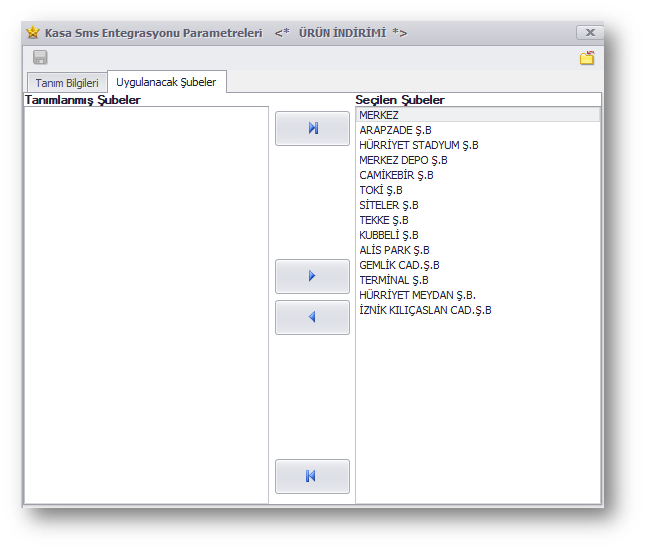 Kasa Sms Entegrasyonu Parametreleri <* ÜRÜN İNDİRİMİ *>
Tanım Bilgileri
Uygulanacak Şubeler
Tanımlanmış Şubeler
Seçilen Şubeler
MERKEZ
ARAPZADE Ş.B
HÜRRİYET STADYUM Ş.B
MERKEZ DEPO Ş.B
CAMİKEBİR Ş.B
TOKİ Ş.B
SİTELER Ş.B
TEKKE Ş.B
KUBBELİ Ş.B
ALİS PARK Ş.B
GEMLİK CAD.Ş.B
TERMİNAL Ş.B
HÜRRİYET MEYDAN Ş.B.
İZNİK KILIÇASLAN CAD.Ş.B